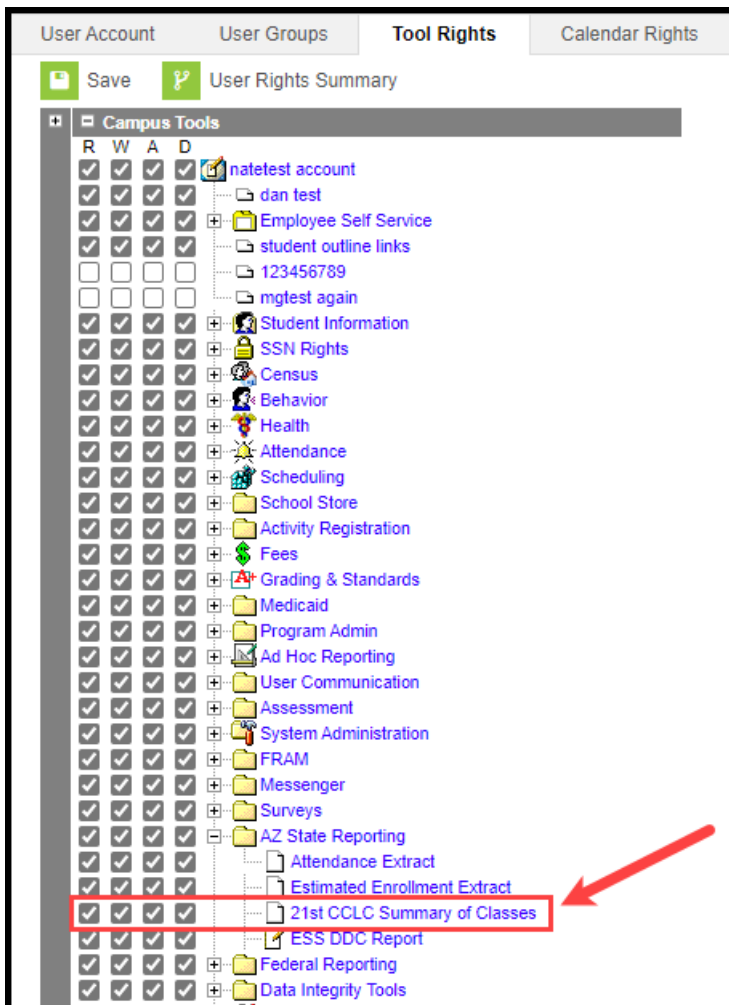 User Account User Groups Tool Rights Calendar Rights
Save User Rights Summary
Campus Tools
R W A D
natetest account
dan test
Employee Self Service
student outline links
123456789
mgtest again
Student Information
SSN Rights
Census
Behavior
Health
Attendance
Scheduling
School Store
Activity Registration
Fees
Grading & Standards
Medicaid
Program Admin
Ad Hoc Reporting
User Communication
Assessment
System Administration
FRAM
Messenger
Surveys
AZ State Reporting
Attendance Extract
Estimated Enrollment Extract
21st CCLC Summary of Classes
ESS DDC Report
Federal Reporting
Data Integrity Tools